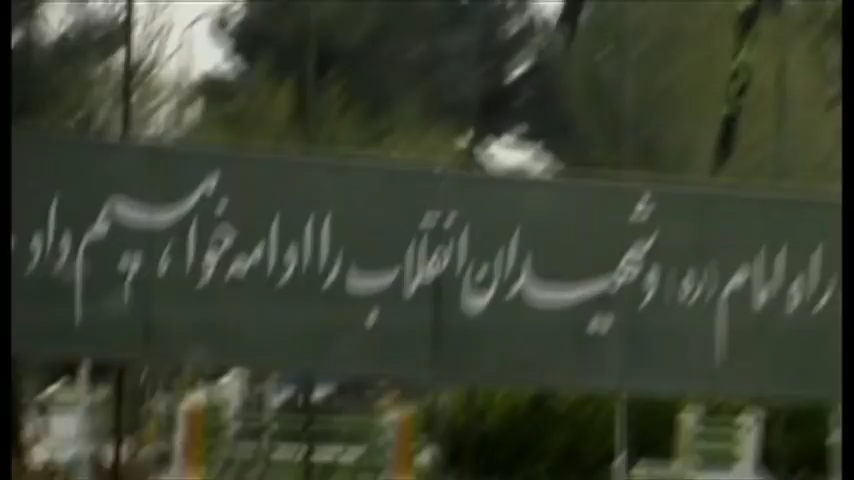 راه امام (ره) و شهیدان انقلاب را ادامه خواهیم داد.